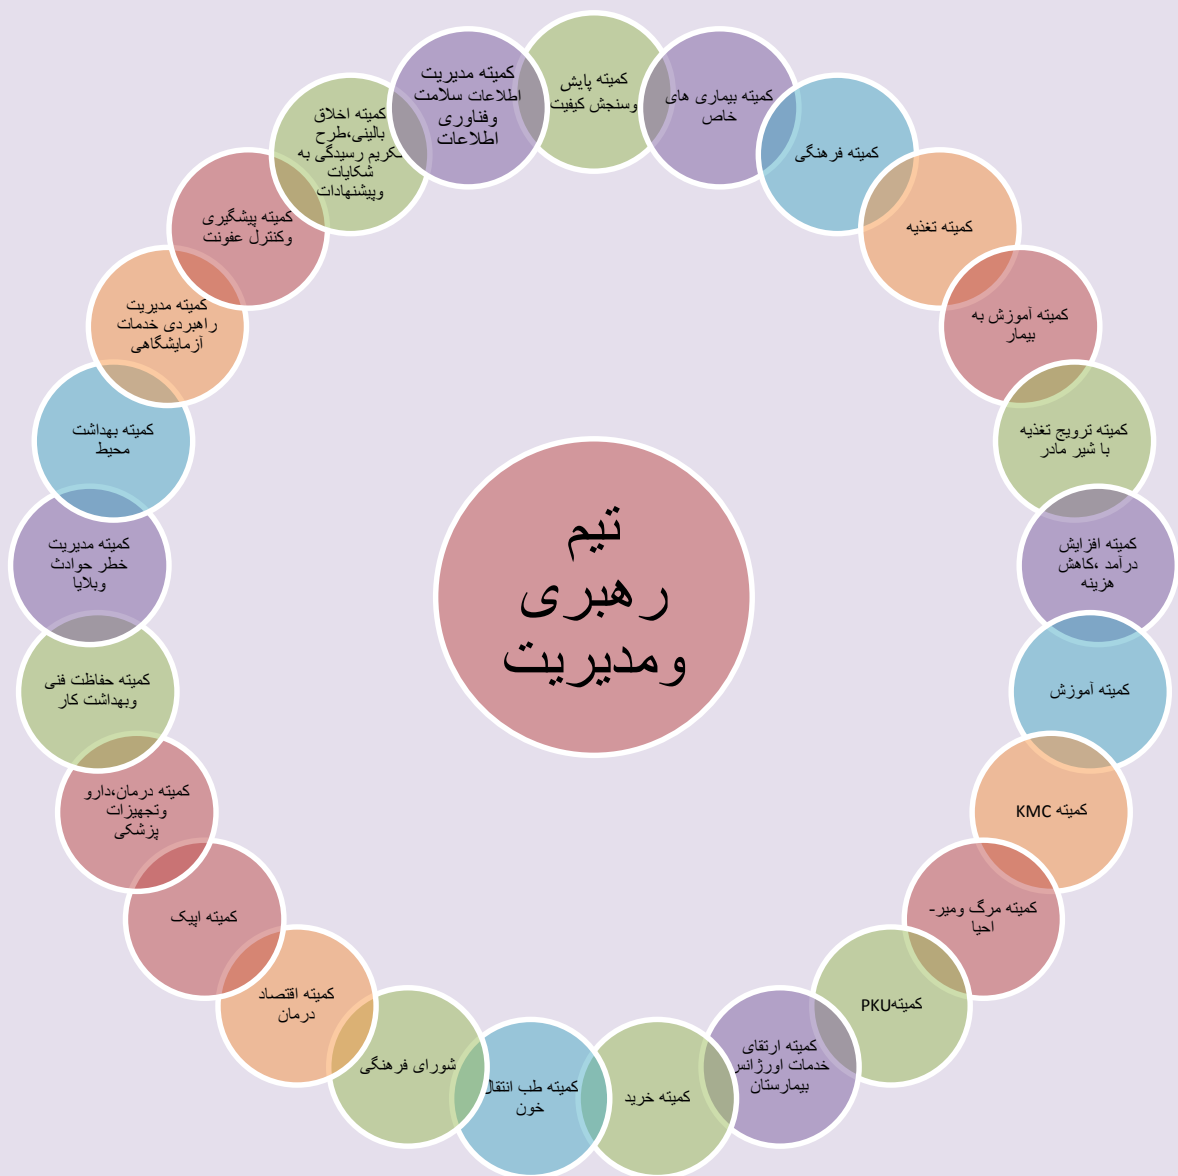 کمیته پایش
وسنجش کیفیت
کمیته بیماری های
خاص
کمیته فرهنگی
کمیته تغذیه
کمیته آموزش به
بیمار
کمیته ترویج تغذیه
با شیر مادر
کمیته افزایش
درآمد ،کاهش
هزینه
کمیته آموزش
کمیته KMC
کمیته مرگ ومیر-
احیا
کمیتهPKU
کمیته ارتقای
خدمات اورژانس
بیمارستان
کمیته خرید
کمیته طب انتقال
خون
شورای فرهنگی
کمیته اقتصاد
درمان
کمیته اپیک
کمیته درمان،دارو
وتجهیزات
پزشکی
کمیته حفاظت فنی
وبهداشت کار
کمیته مدیریت
خطر حوادث
وبلایا
کمیته بهداشت
محیط
کمیته مدیریت
راهبردی خدمات
آزمایشگاهی
کمیته پیشگیری
وکنترل عفونت
کمیته اخلاق
بالینی،طرح
تکریم رسیدگی به
شکایات
وپیشنهادات
کمیته مدیریت
اطلاعات سلامت
وفناوری
اطلاعات
تیم
رهبری
ومدیریت